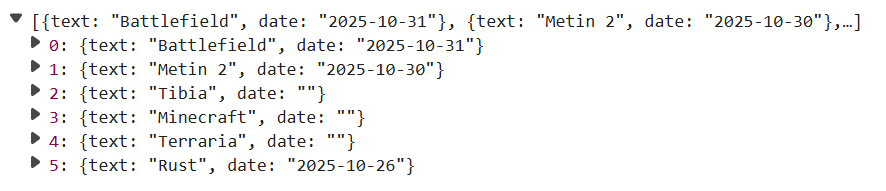 [{text: "Battlefield", date: "2025-10-31"}, {text: "Metin 2", date: "2025-10-30"},…]
0: {text: "Battlefield", date: "2025-10-31"}
1: {text: "Metin 2", date: "2025-10-30"}
2: {text: "Tibia", date: ""}
3: {text: "Minecraft", date: ""}
4: {text: "Terraria", date: ""}
5: {text: "Rust", date: "2025-10-26"}